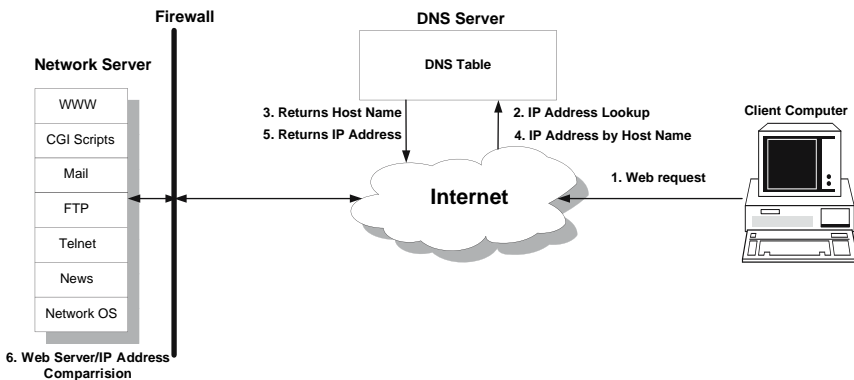 Firewall
DNS Server
DNS Table
Network Server
WWW
CGI Scripts
Mail
FTP
Telnet
News
Network OS
3. Returns Host Name
5. Returns IP Address
2. IP Address Lookup
4. IP Address by Host Name
Client Computer
Internet
1. Web request
6. Web Server/IP Address
Comparrision